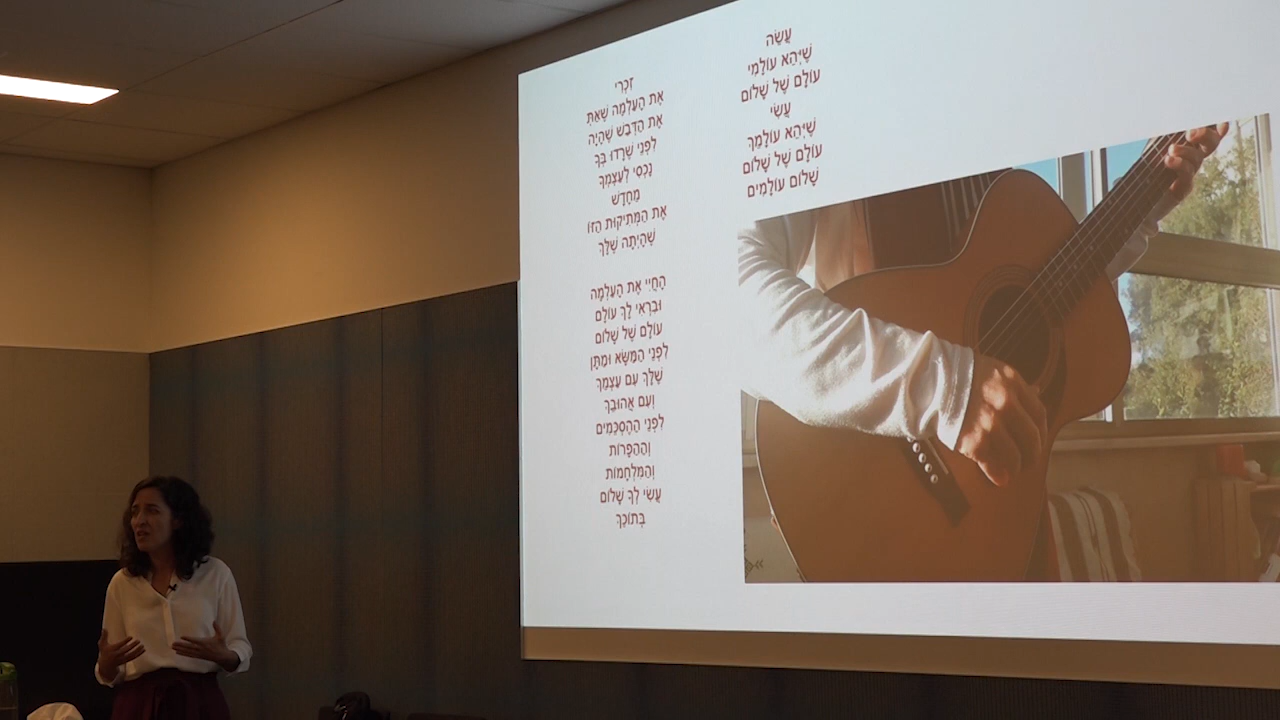 עֲשֵׂה
שֶׁיְּהֵא עוֹלָמִי
עוֹלָם שֶׁל שָׁלוֹם
עֲשִׂי
שֶׁיְּהֵא עוֹלָמֵךְ
עוֹלָם שֶׁל שָׁלוֹם
שְׁלוֹם עוֹלָמִים
זִכְרִי
אֶת הָעַלְמָה שֶׁאַתְּ
אֶת הַדְּבַשׁ שֶׁהָיָה
לִפְנֵי שֶׁרָדוּ בָּךְ
נַכְּסִי לְעַצְמֵךְ
מֵחָדָשׁ
אֶת הַמְּתִיקוּת הַזּוֹ
שֶׁהָיְתָה שֶׁלָּךְ
הַחֲיִי אֶת הָעַלְמָה
וּבִרְאִי לָךְ עוֹלָם
עוֹלָם שֶׁל שָׁלוֹם
לִפְנֵי הַמַּשָּׂא וּמַתָּן
שֶׁלָּךְ עִם עַצְמֵךְ
וְעִם אֲהוּבֵךְ
לִפְנֵי הַהֶסְכֵּמִים
וְהַהֲפָרוֹת
וְהַמִּלְחָמוֹת
עֲשִׂי לָךְ שָׁלוֹם
בְּתוֹכֵךְ